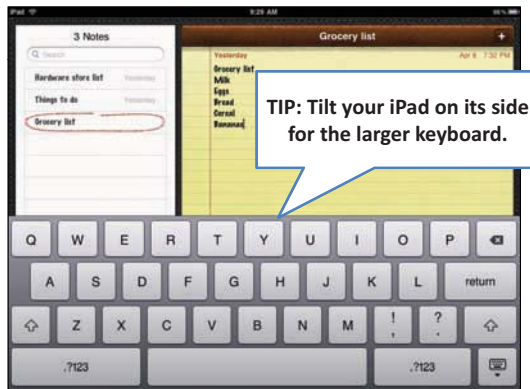 iPad 9:29 AM 95%
3 Notes
Grocery list
+
Search
Hardware store list Yesterday
Things to do Yesterday
Grocery list
Yesterday Apr 6 7:32 PM
Grocery list
Milk
Eggs
Bread
Cereal
Bananas
TIP: Tilt your iPad on its side
for the larger keyboard.
Q W E R T Y U I O P
A S D F G H J K L return
Z X C V B N M ! , ? .
.?123 .?123